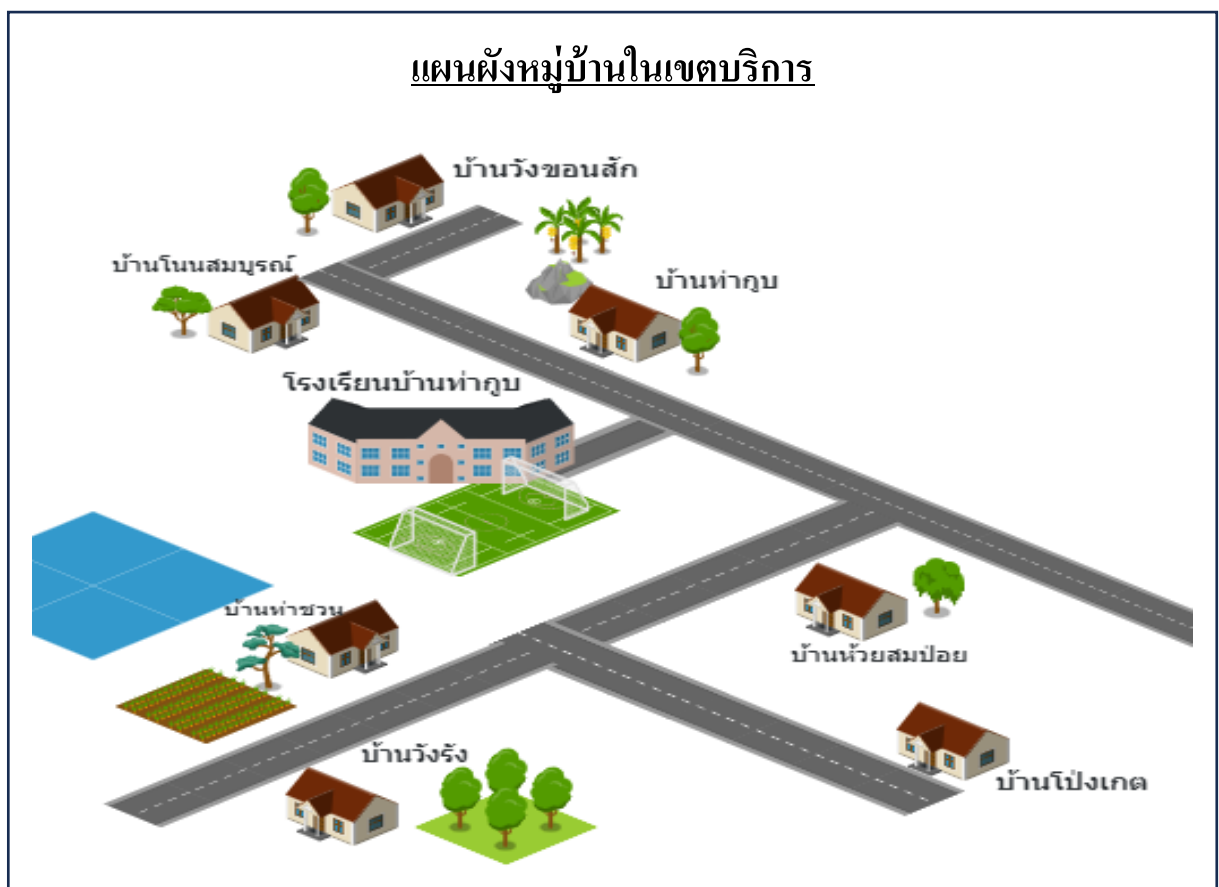 แผนผังหมู่บ้านในเขตบริการ
บ้านวังขอนสัก
บ้านโนนสมบูรณ์
บ้านท่ากูบ
โรงเรียนบ้านท่ากูบ
บ้านท่าชวน
บ้านห้วยสมป่อย
บ้านวังรัง
บ้านโป่งเกต